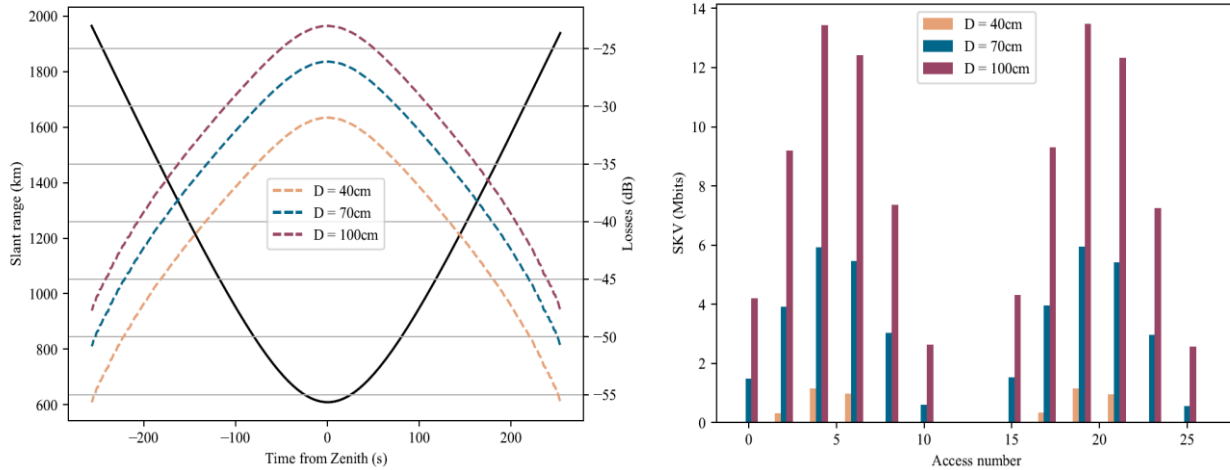 2000
1800
1600
1400
1200
1000
800
600
Slant range (km)
−200 −100 0 100 200
Time from Zenith (s)
−25
−30
−35
−40
−45
−50
−55
Losses (dB)
D = 40cm
D = 70cm
D = 100cm
14
12
10
8
6
4
2
0
SKV (Mbits)
0 5 10 15 20 25
Access number
D = 40cm
D = 70cm
D = 100cm